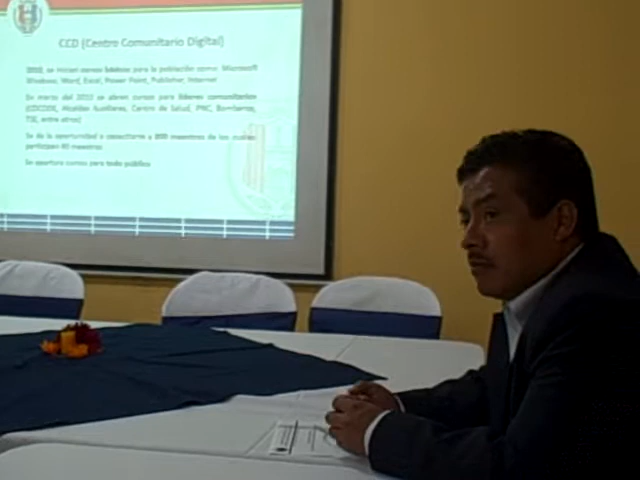 CCD (Centro Comunitario Digital)
2010, se inician cursos básicos para la población como: Microsoft
Windows, Word, Excel, Power Point, Publisher, Internet
En marzo del 2012 se abren cursos para líderes comunitarios
(COCODE, Alcaldes Auxiliares, Centro de Salud, PNC, Bomberos,
TSE, entre otros)
Se da la oportunidad a capacitarse a 800 maestros de los cuales
participan 40 maestros
Se apertura cursos para todo público